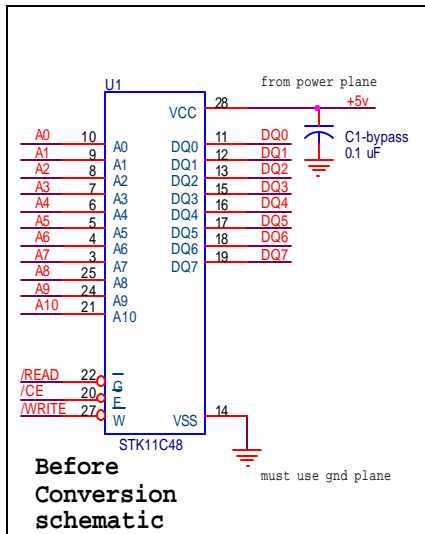 U1
from power plane
VCC 28 +5v
A0 10 A0 DQ0 11 DQ0
C1-bypass
0.1 uF
A1 9 A1 DQ1 12 DQ1
A2 8 A2 DQ2 13 DQ2
A3 7 A3 DQ3 15 DQ3
A4 6 A4 DQ4 16 DQ4
A5 5 A5 DQ5 17 DQ5
A6 4 A6 DQ6 18 DQ6
A7 3 A7 DQ7 19 DQ7
A8 25 A8
A9 24 A9
A10 21 A10
/READ 22 G
/CE 20 E
/WRITE 27 W VSS 14
STK11C48
must use gnd plane
Before
Conversion
schematic